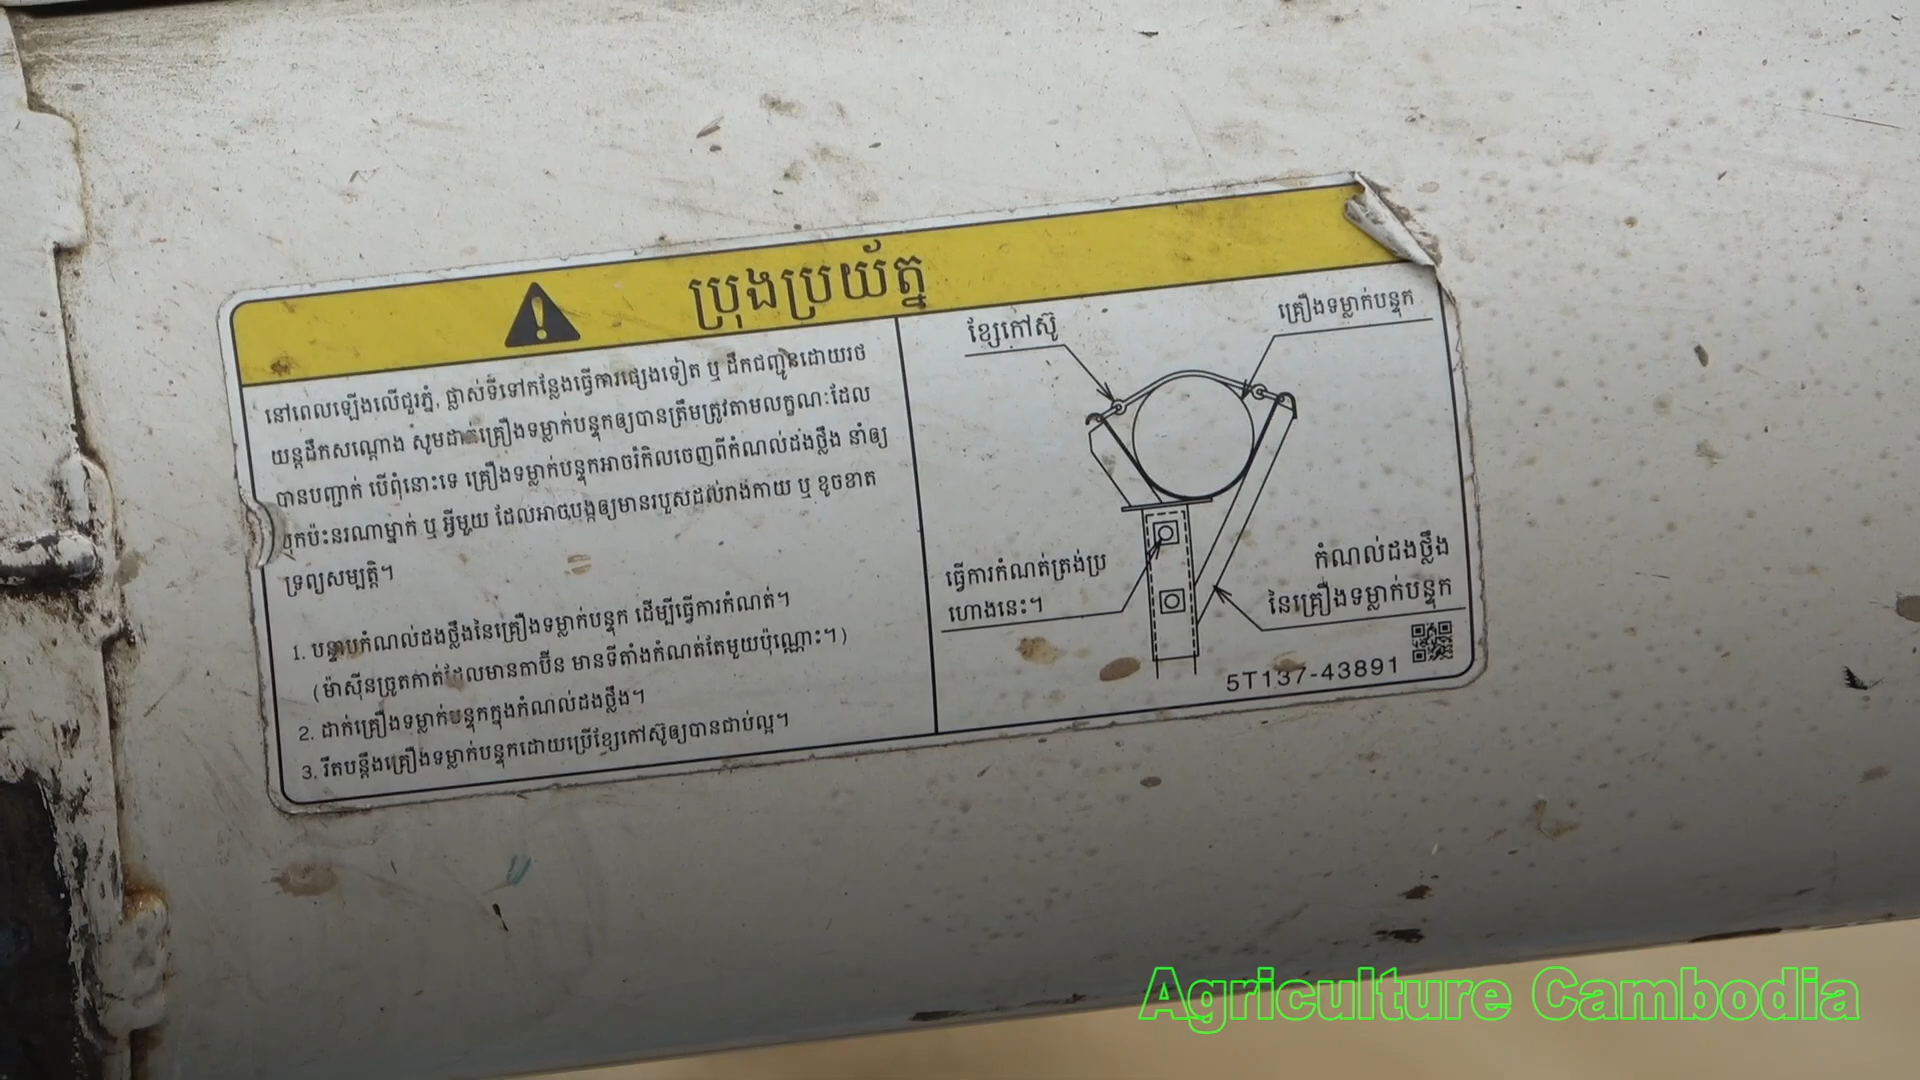 ប្រុងប្រយ័ត្ន
នៅពេលឡើងលើជួរភ្នំ, ផ្លាស់ទីទៅកន្លែងធ្វើការផ្សេងទៀត ឬ ដឹកជញ្ជូនដោយរថ
យន្តដឹកសណ្តោង សូមដាក់គ្រឿងទម្លាក់បន្ទុកឲ្យបានត្រឹមត្រូវតាមលក្ខណៈដែល
បានបញ្ជាក់ បើពុំនោះទេ គ្រឿងទម្លាក់បន្ទុកអាចរំកិលចេញពីកំណល់ដងថ្លឹង នាំឲ្យ
បុកប៉ះនរណាម្នាក់ ឬ អ្វីមួយ ដែលអាចបង្កឲ្យមានរបួសដល់រាងកាយ ឬ ខូចខាត
ទ្រព្យសម្បត្តិ។
1. បន្ទាបកំណល់ដងថ្លឹងនៃគ្រឿងទម្លាក់បន្ទុក ដើម្បីធ្វើការកំណត់។
(ម៉ាស៊ីនច្រូតកាត់ដែលមានកាប៊ីន មានទីតាំងកំណត់តែមួយប៉ុណ្ណោះ។)
2. ដាក់គ្រឿងទម្លាក់បន្ទុកក្នុងកំណល់ដងថ្លឹង។
3. រឹតបន្តឹងគ្រឿងទម្លាក់បន្ទុកដោយប្រើខ្សែកៅស៊ូឲ្យបានជាប់ល្អ។
ខ្សែកៅស៊ូ
គ្រឿងទម្លាក់បន្ទុក
ធ្វើការកំណត់ត្រង់ប្រ
ហោងនេះ។
កំណល់ដងថ្លឹង
នៃគ្រឿងទម្លាក់បន្ទុក
5T137-43891
Agriculture Cambodia